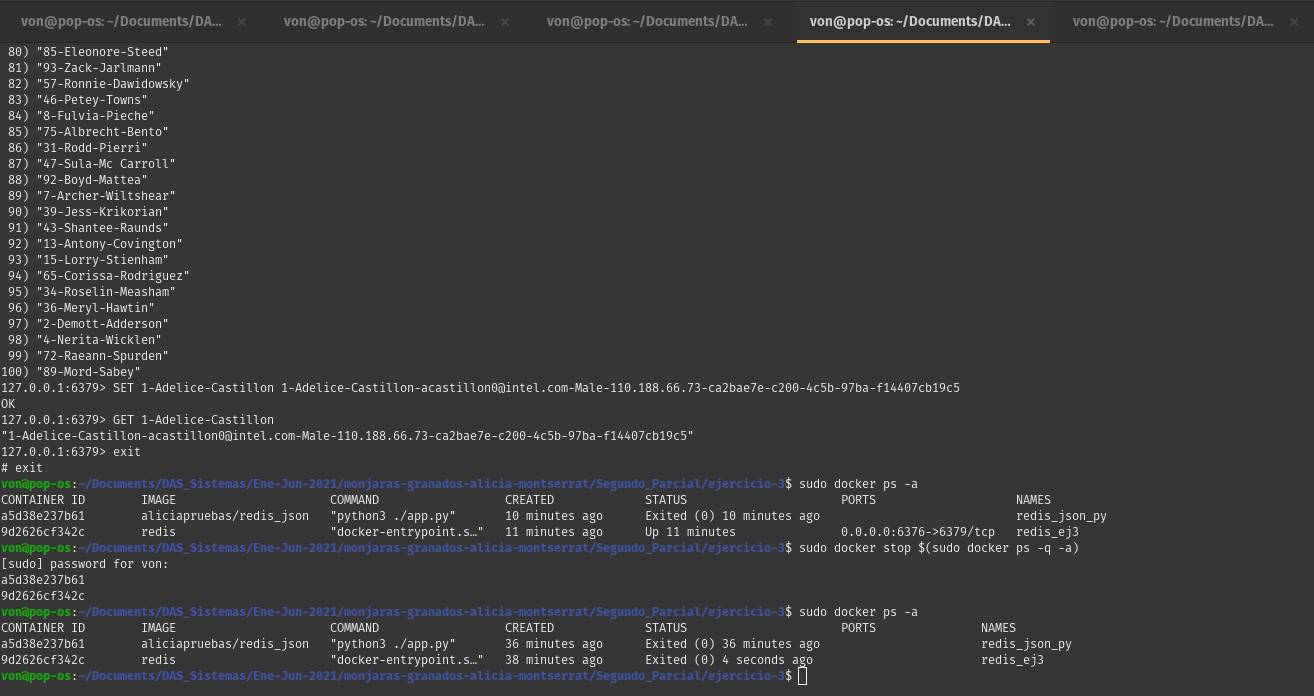 von@pop-os: ~/Documents/DA... × von@pop-os: ~/Documents/DA... × von@pop-os: ~/Documents/DA... × von@pop-os: ~/Documents/DA... × von@pop-os: ~/Documents/DA... ×
80) "85-Eleonore-Steed"
81) "93-Zack-Jarlmann"
82) "57-Ronnie-Dawidowsky"
83) "46-Petey-Towns"
84) "8-Fulvia-Pieche"
85) "75-Albrecht-Bento"
86) "31-Rodd-Pierri"
87) "47-Sula-Mc Carroll"
88) "92-Boyd-Mattea"
89) "7-Archer-Wiltshear"
90) "39-Jess-Krikorian"
91) "43-Shantee-Raunds"
92) "13-Antony-Covington"
93) "15-Lorry-Stienham"
94) "65-Corissa-Rodriguez"
95) "34-Roselin-Measham"
96) "36-Meryl-Hawtin"
97) "2-Demott-Adderson"
98) "4-Nerita-Wicklen"
99) "72-Raeann-Spurden"
100) "89-Mord-Sabey"
127.0.0.1:6379> SET 1-Adelice-Castillon 1-Adelice-Castillon-acastillon0@intel.com-Male-110.188.66.73-ca2bae7e-c200-4c5b-97ba-f14407cb19c5
OK
127.0.0.1:6379> GET 1-Adelice-Castillon
"1-Adelice-Castillon-acastillon0@intel.com-Male-110.188.66.73-ca2bae7e-c200-4c5b-97ba-f14407cb19c5"
127.0.0.1:6379> exit
# exit
von@pop-os:~/Documents/DAS_Sistemas/Ene-Jun-2021/monjaras-granados-alicia-montserrat/Segundo_Parcial/ejercicio-3$ sudo docker ps -a
CONTAINER ID IMAGE COMMAND CREATED STATUS PORTS NAMES
a5d38e237b61 aliciapruebas/redis_json "python3 ./app.py" 10 minutes ago Exited (0) 10 minutes ago redis_json_py
9d2626cf342c redis "docker-entrypoint.s…" 11 minutes ago Up 11 minutes 0.0.0.0:6376->6379/tcp redis_ej3
von@pop-os:~/Documents/DAS_Sistemas/Ene-Jun-2021/monjaras-granados-alicia-montserrat/Segundo_Parcial/ejercicio-3$ sudo docker stop $(sudo docker ps -q -a)
[sudo] password for von:
a5d38e237b61
9d2626cf342c
von@pop-os:~/Documents/DAS_Sistemas/Ene-Jun-2021/monjaras-granados-alicia-montserrat/Segundo_Parcial/ejercicio-3$ sudo docker ps -a
CONTAINER ID IMAGE COMMAND CREATED STATUS PORTS NAMES
a5d38e237b61 aliciapruebas/redis_json "python3 ./app.py" 36 minutes ago Exited (0) 36 minutes ago redis_json_py
9d2626cf342c redis "docker-entrypoint.s…" 38 minutes ago Exited (0) 4 seconds ago redis_ej3
von@pop-os:~/Documents/DAS_Sistemas/Ene-Jun-2021/monjaras-granados-alicia-montserrat/Segundo_Parcial/ejercicio-3$